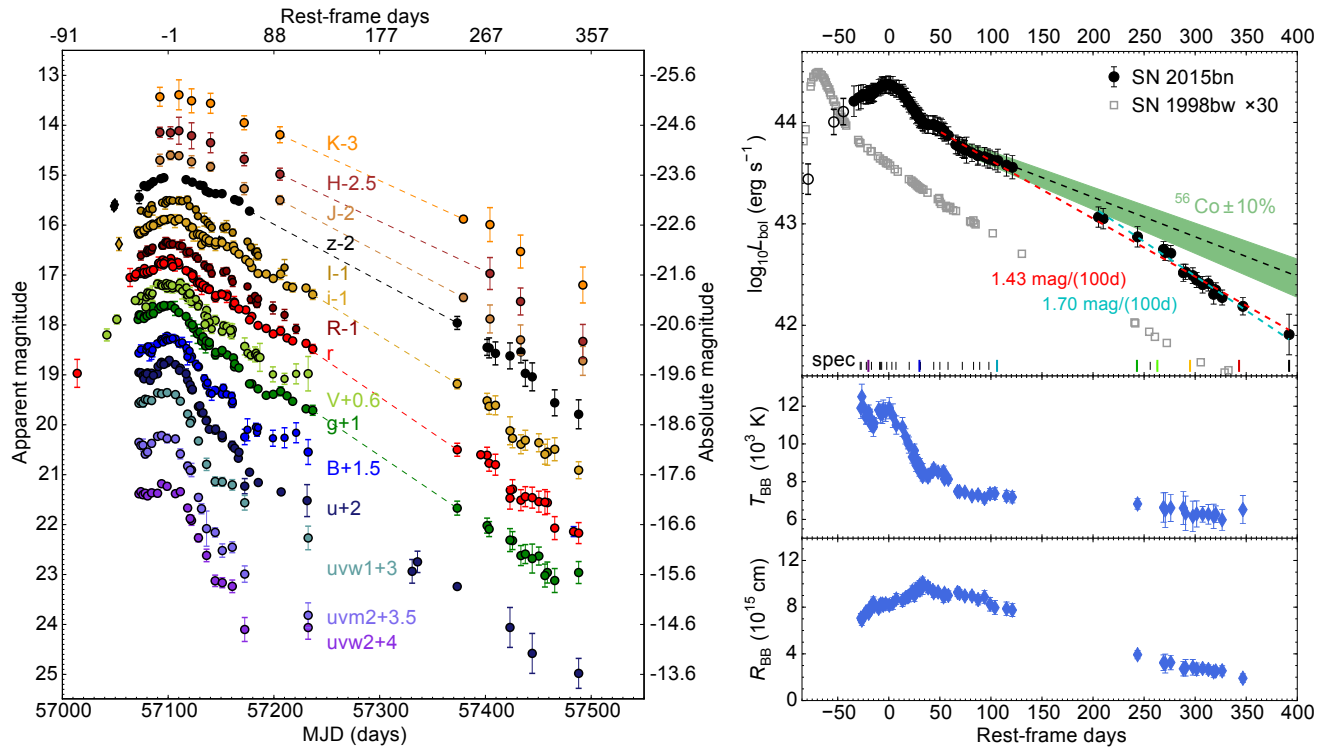 Rest-frame days
-91 -1 88 177 267 357
13
14
15
16
17
18
19
20
21
22
23
24
25
Apparent magnitude
K-3
H-2.5
J-2
z-2
I-1
i-1
R-1
r
V+0.6
g+1
B+1.5
u+2
uvw1+3
uvm2+3.5
uvw2+4
-25.6
-24.6
-23.6
-22.6
-21.6
-20.6
-19.6
-18.6
-17.6
-16.6
-15.6
-14.6
-13.6
Absolute magnitude
57000 57100 57200 57300 57400 57500
MJD (days)
−50 0 50 100 150 200 250 300 350 400
SN 2015bn
SN 1998bw ×30
44
43
42
log₁₀L_bol (erg s⁻¹)
⁵⁶Co ± 10%
1.43 mag/(100d)
1.70 mag/(100d)
spec
12
10
8
6
T_BB (10³ K)
12
8
4
0
R_BB (10¹⁵ cm)
−50 0 50 100 150 200 250 300 350 400
Rest-frame days